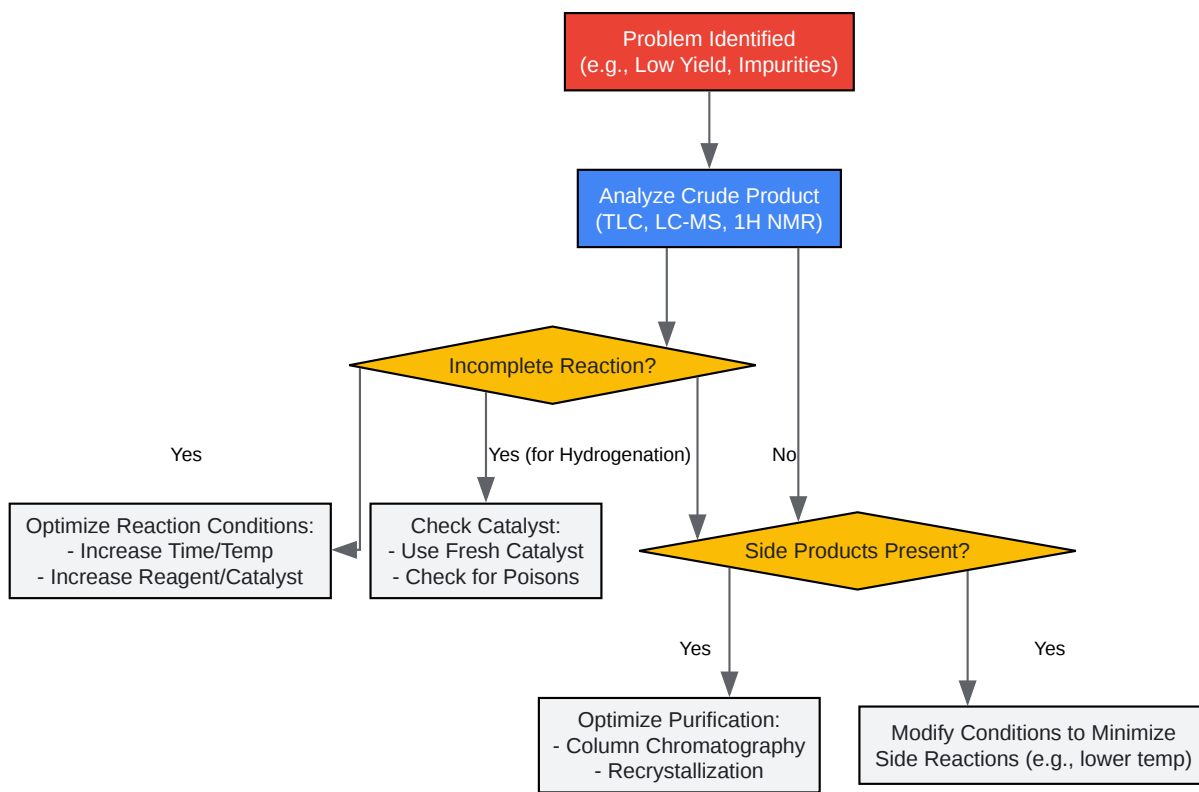 Problem Identified
(e.g., Low Yield, Impurities)
Analyze Crude Product
(TLC, LC-MS, 1H NMR)
Incomplete Reaction?
Yes
Yes (for Hydrogenation)
No
Optimize Reaction Conditions:
- Increase Time/Temp
- Increase Reagent/Catalyst
Check Catalyst:
- Use Fresh Catalyst
- Check for Poisons
Side Products Present?
Yes
Yes
Optimize Purification:
- Column Chromatography
- Recrystallization
Modify Conditions to Minimize
Side Reactions (e.g., lower temp)